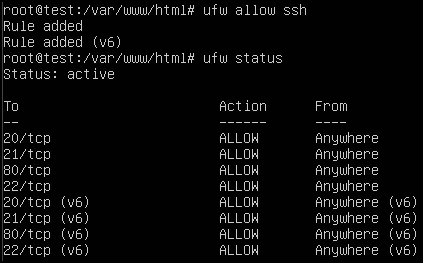 root@test:/var/www/html# ufw allow ssh
Rule added
Rule added (v6)
root@test:/var/www/html# ufw status
Status: active
To Action From
-- ------ ----
20/tcp ALLOW Anywhere
21/tcp ALLOW Anywhere
80/tcp ALLOW Anywhere
22/tcp ALLOW Anywhere
20/tcp (v6) ALLOW Anywhere (v6)
21/tcp (v6) ALLOW Anywhere (v6)
80/tcp (v6) ALLOW Anywhere (v6)
22/tcp (v6) ALLOW Anywhere (v6)